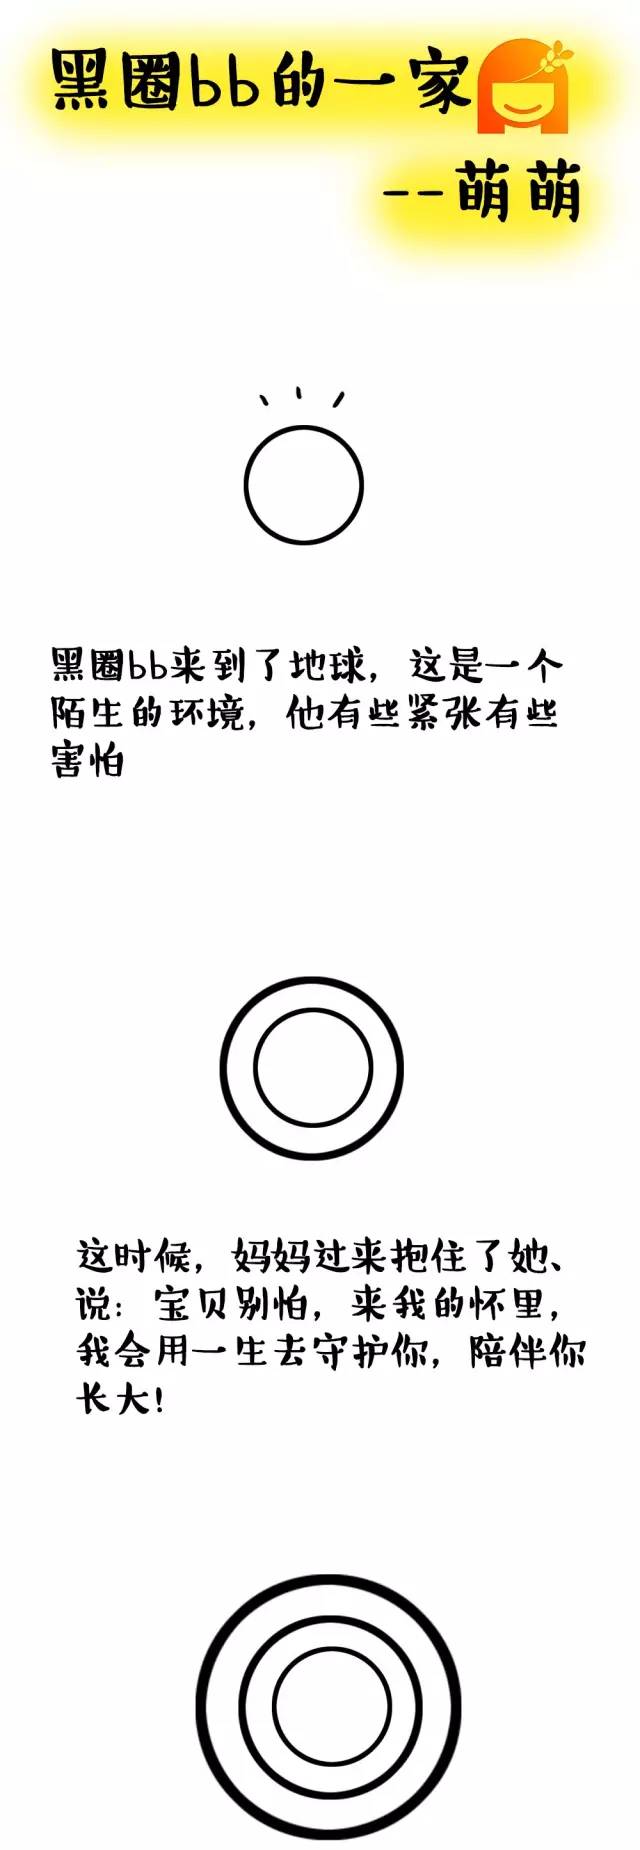 黑圈bb的一家
--萌萌
黑圈bb来到了地球，这是一个
陌生的环境，他有些紧张有些
害怕
这时候，妈妈过来抱住了她、
说：宝贝别怕，来我的怀里，
我会用一生去守护你，陪伴你
长大！